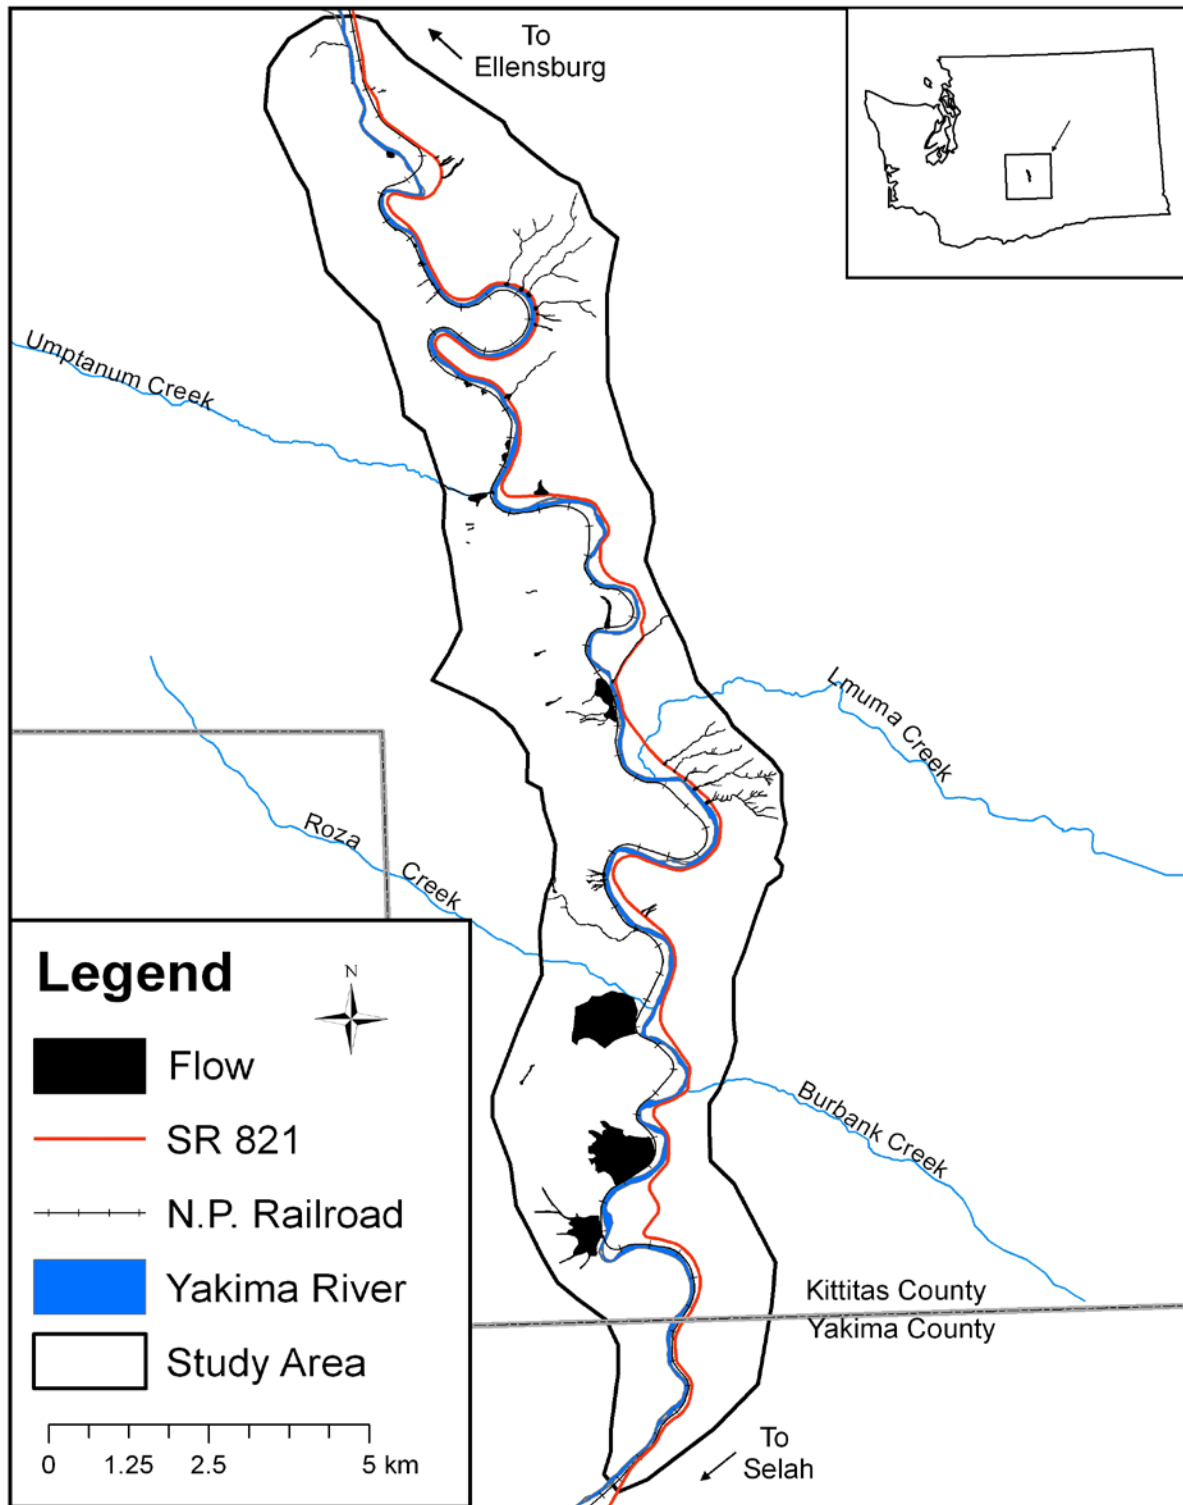 To
Ellensburg
Umptanum Creek
Lmuma Creek
Roza
Creek
Burbank Creek
Kittitas County
Yakima County
To
Selah
Legend
N
Flow
SR 821
N.P. Railroad
Yakima River
Study Area
0 1.25 2.5 5 km